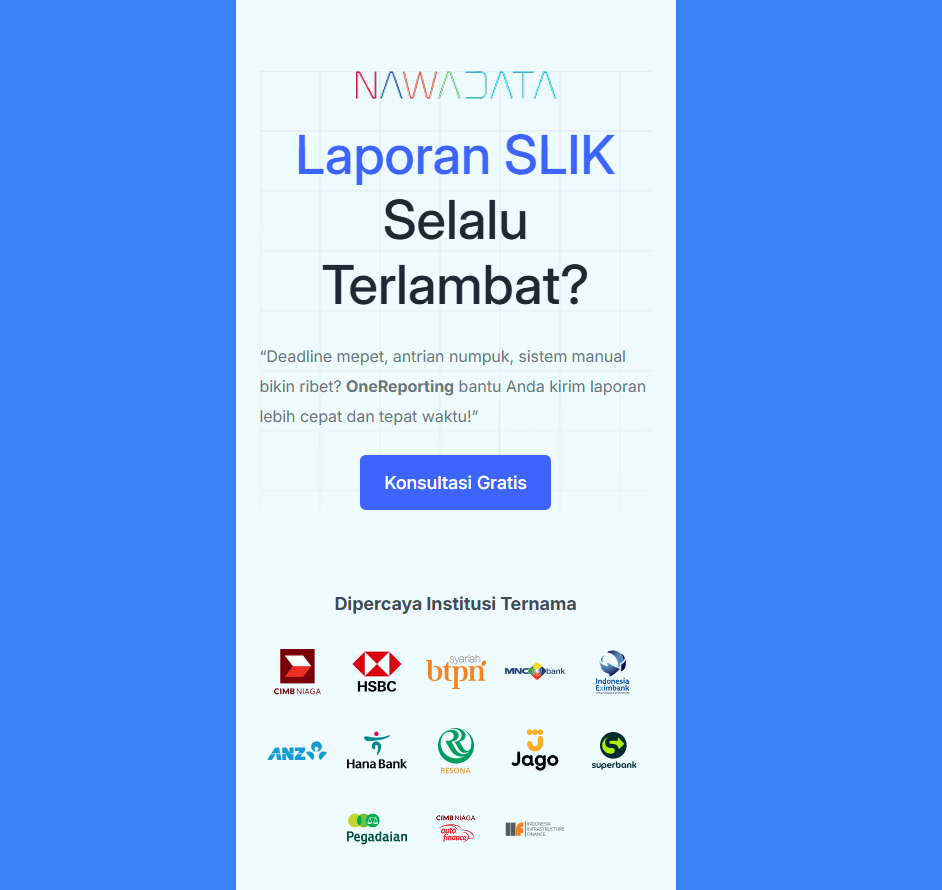 NAWADATA
Laporan SLIK
Selalu
Terlambat?
“Deadline mepet, antrian numpuk, sistem manual
bikin ribet? OneReporting bantu Anda kirim laporan
lebih cepat dan tepat waktu!”
Konsultasi Gratis
Dipercaya Institusi Ternama
CIMB NIAGA
HSBC
syariah
btpn
MNC bank
Indonesia
Eximbank
ANZ
Hana Bank
RESONA
Jago
superbank
Pegadaian
CIMB NIAGA
auto
finance
INDONESIA
INFRASTRUCTURE
FINANCE